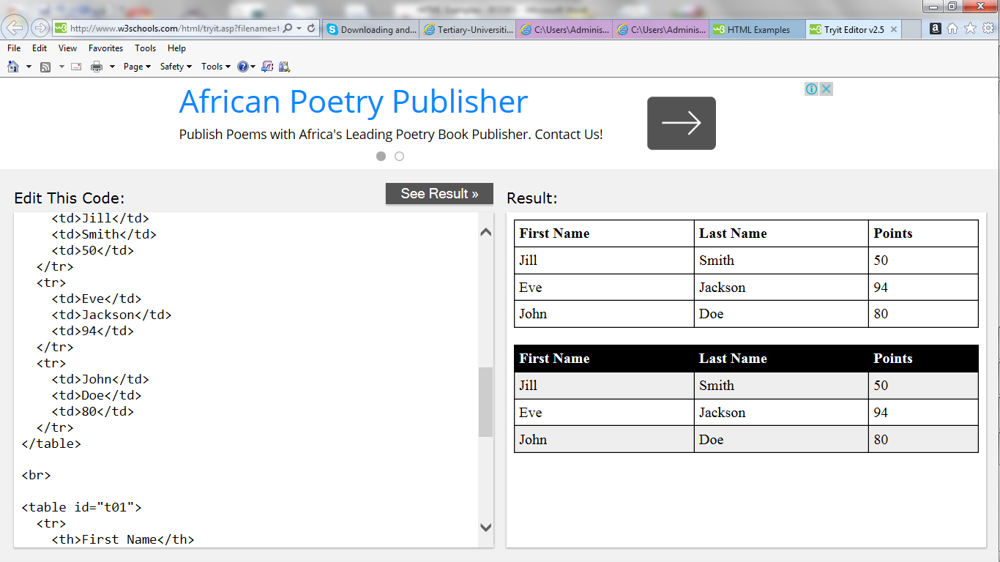 http://www.w3schools.com/html/tryit.asp?filename=t
Downloading and...
Tertiary-Universiti...
C:\Users\Adminis...
C:\Users\Adminis...
HTML Examples
Tryit Editor v2.5
File Edit View Favorites Tools Help
Page Safety Tools
African Poetry Publisher
Publish Poems with Africa's Leading Poetry Book Publisher. Contact Us!
Edit This Code:
See Result »
<td>Jill</td>
<td>Smith</td>
<td>50</td>
</tr>
<tr>
<td>Eve</td>
<td>Jackson</td>
<td>94</td>
</tr>
<tr>
<td>John</td>
<td>Doe</td>
<td>80</td>
</tr>
</table>
<br>
<table id="t01">
<tr>
<th>First Name</th>
Result:
First Name Last Name Points
Jill Smith 50
Eve Jackson 94
John Doe 80
First Name Last Name Points
Jill Smith 50
Eve Jackson 94
John Doe 80